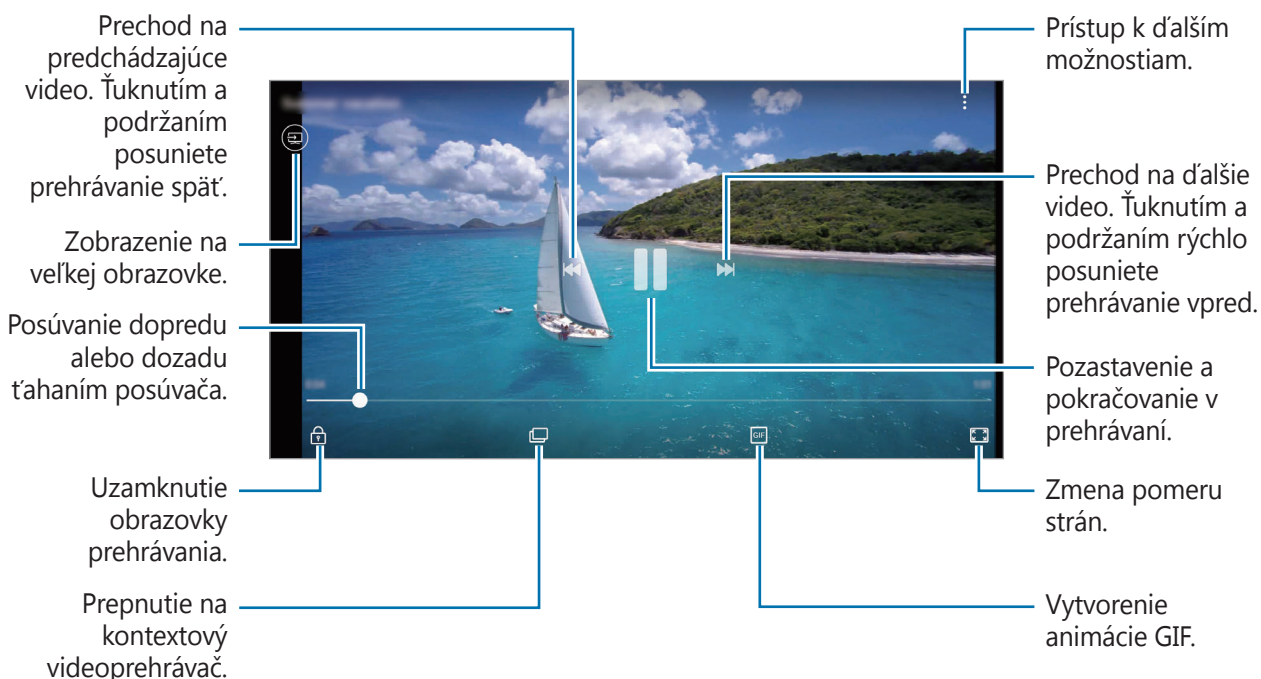 Prechod na
predchádzajúce
video. Ťuknutím a
podržaním
posuniete
prehrávanie späť.
Zobrazenie na
veľkej obrazovke.
Posúvanie dopredu
alebo dozadu
ťahaním posúvača.
Uzamknutie
obrazovky
prehrávania.
Prepnutie na
kontextový
videoprehrávač.
GIF
Prístup k ďalším
možnostiam.
Prechod na ďalšie
video. Ťuknutím a
podržaním rýchlo
posuniete
prehrávanie vpred.
Pozastavenie a
pokračovanie v
prehrávaní.
Zmena pomeru
strán.
Vytvorenie
animácie GIF.